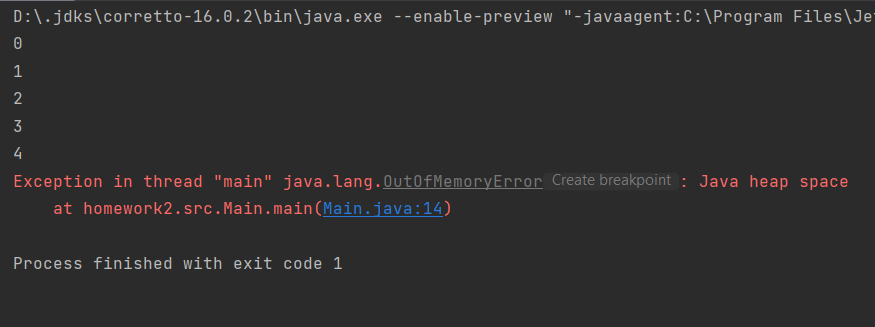 D:\.jdks\corretto-16.0.2\bin\java.exe --enable-preview "-javaagent:C:\Program Files\Je
0
1
2
3
4
Exception in thread "main" java.lang.OutOfMemoryError Create breakpoint : Java heap space
    at homework2.src.Main.main(Main.java:14)
Process finished with exit code 1